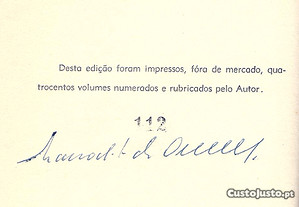 Desta edição foram impressos, fóra de mercado, qua-
trocentos volumes numerados e rubricados pelo Autor.
112
CustoJusto.pt